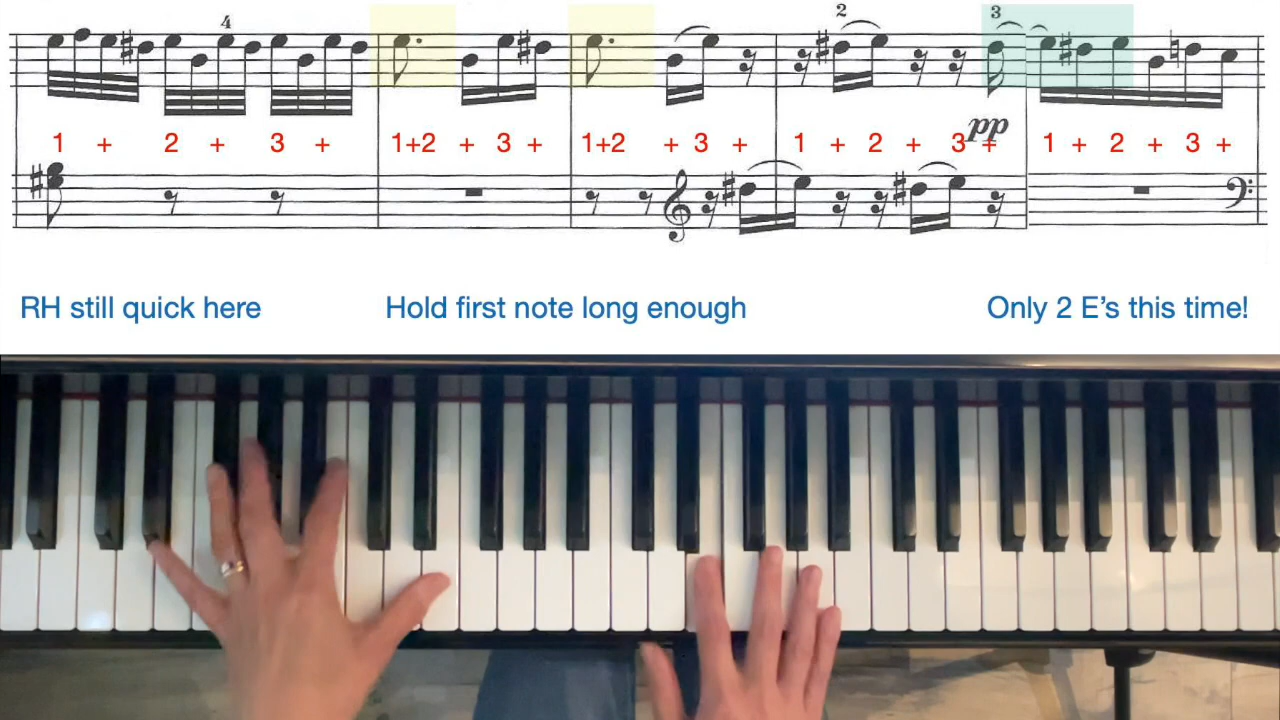 4 2 3
pp
1 + 2 + 3 + 1+2 + 3 + 1+2 + 3 + 1 + 2 + 3 + 1 + 2 + 3 +
RH still quick here Hold first note long enough Only 2 E’s this time!